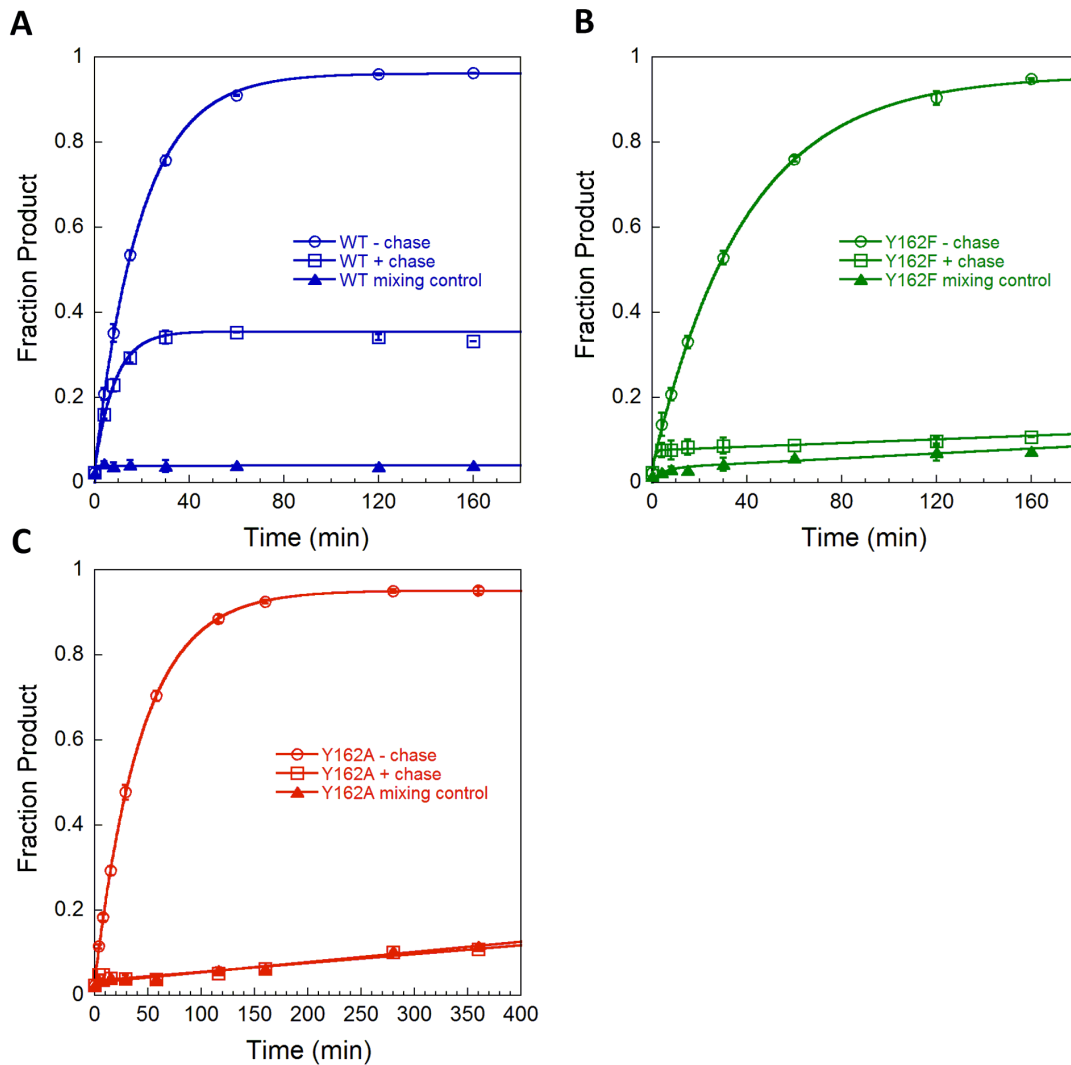 A
1
0.8
0.6
0.4
0.2
0
Fraction Product
WT - chase
WT + chase
WT mixing control
0 40 80 120 160
Time (min)
B
1
0.8
0.6
0.4
0.2
0
Fraction Product
Y162F - chase
Y162F + chase
Y162F mixing control
0 40 80 120 160
Time (min)
C
1
0.8
0.6
0.4
0.2
0
Fraction Product
Y162A - chase
Y162A + chase
Y162A mixing control
0 50 100 150 200 250 300 350 400
Time (min)